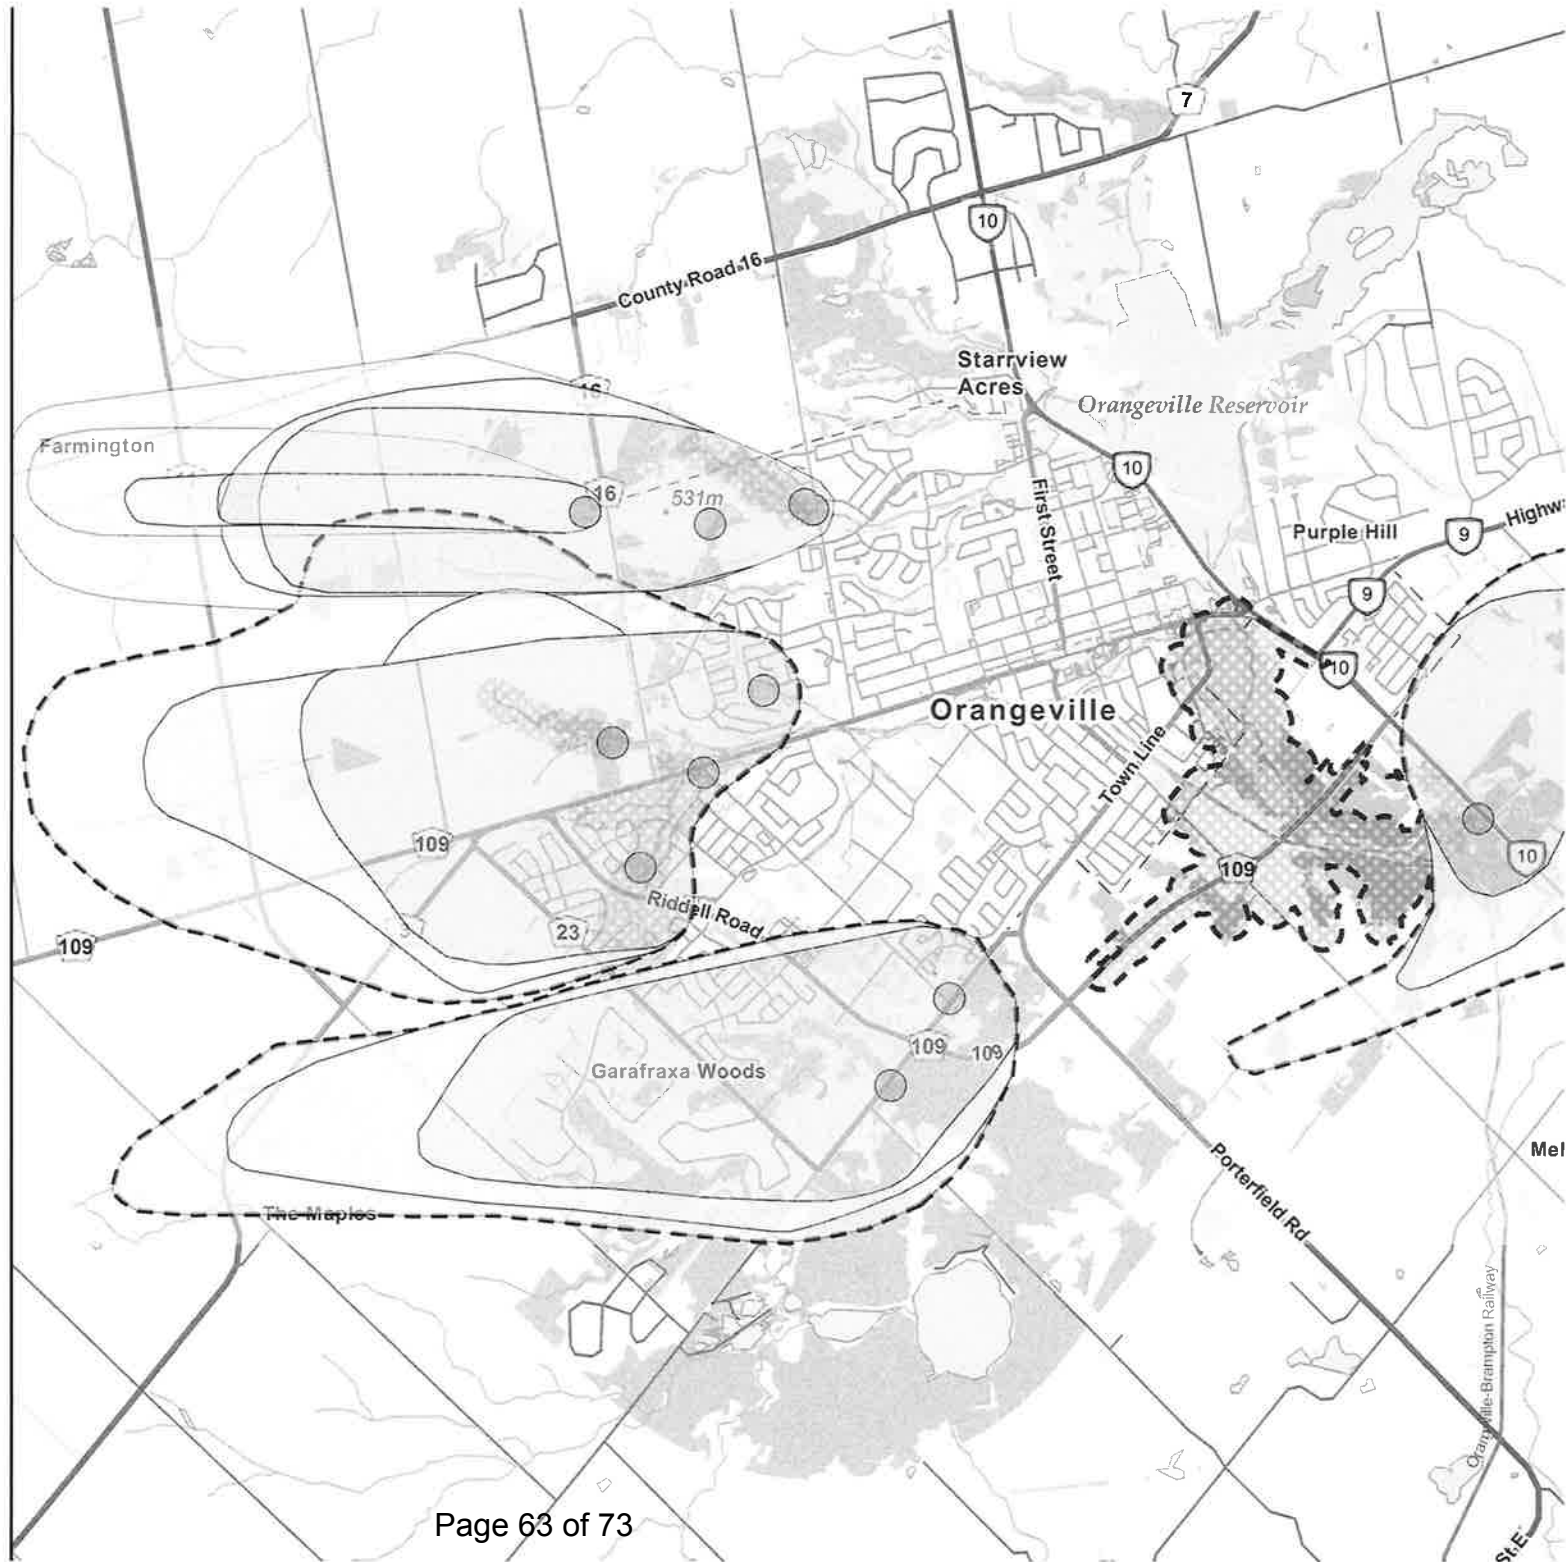 7
10
County Road 16
Starrview
Acres
16
Orangeville Reservoir
Farmington
10
16
531m
First Street
Purple Hill
9
Highw
9
10
Orangeville
Town Line
109
10
109
Riddell Road
23
109
109
109
Garafraxa Woods
Mel
Porterfield Rd
The Maples
Orangeville-Brampton Railway
St E
Page 63 of 73